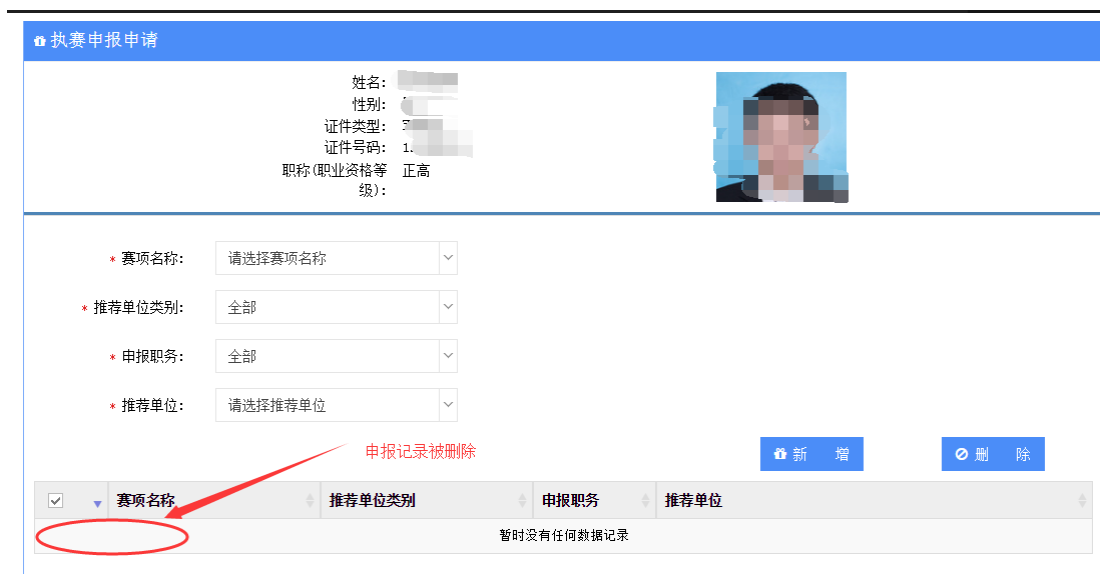 执赛申报申请
姓名:
性别:
证件类型:
证件号码: 1
职称(职业资格等级): 正高
* 赛项名称: 请选择赛项名称
* 推荐单位类别: 全部
* 申报职务: 全部
* 推荐单位: 请选择推荐单位
申报记录被删除
新 增 删 除
赛项名称 推荐单位类别 申报职务 推荐单位
暂时没有任何数据记录